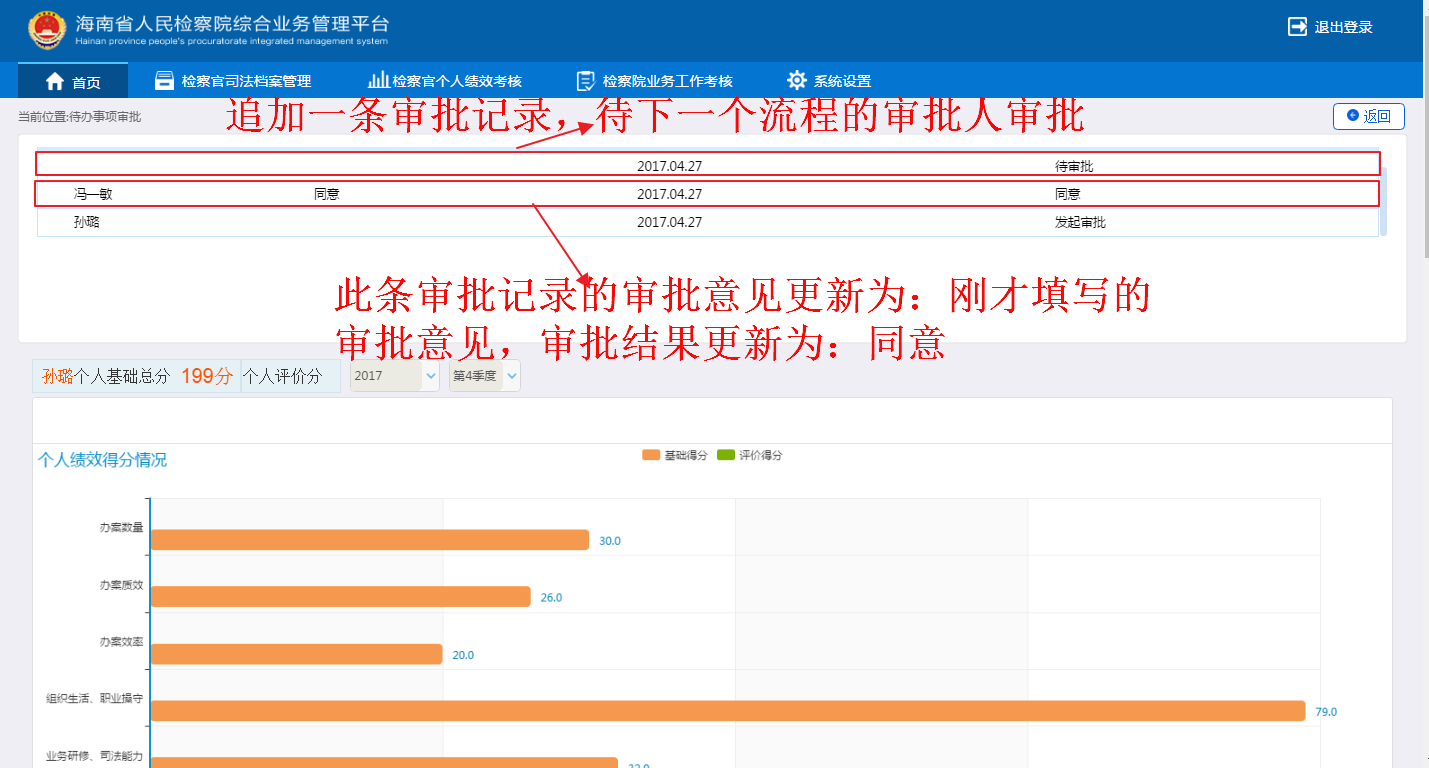 海南省人民检察院综合业务管理平台
Hainan province people's procuratorate integrated management system
退出登录
首页
检察官司法档案管理
检察官个人绩效考核
检察院业务工作考核
系统设置
当前位置:待办事项审批
返回
追加一条审批记录，待下一个流程的审批人审批
2017.04.27 待审批
冯一敏 同意 2017.04.27 同意
孙璐 2017.04.27 发起审批
此条审批记录的审批意见更新为：刚才填写的
审批意见，审批结果更新为：同意
孙璐个人基础总分 199分 个人评价分 2017 第4季度
个人绩效得分情况
基础得分 评价得分
办案数量 30.0
办案质效 26.0
办案效率 20.0
组织生活、职业操守 79.0
业务研修、司法能力